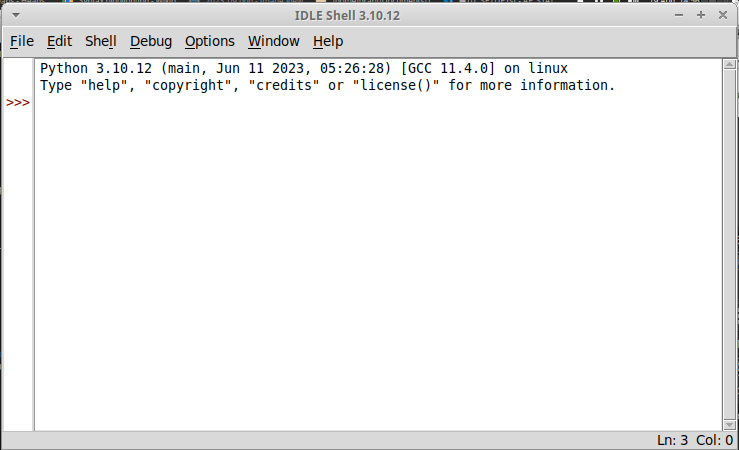 IDLE Shell 3.10.12
File Edit Shell Debug Options Window Help
Python 3.10.12 (main, Jun 11 2023, 05:26:28) [GCC 11.4.0] on linux
Type "help", "copyright", "credits" or "license()" for more information.
>>>
Ln: 3 Col: 0